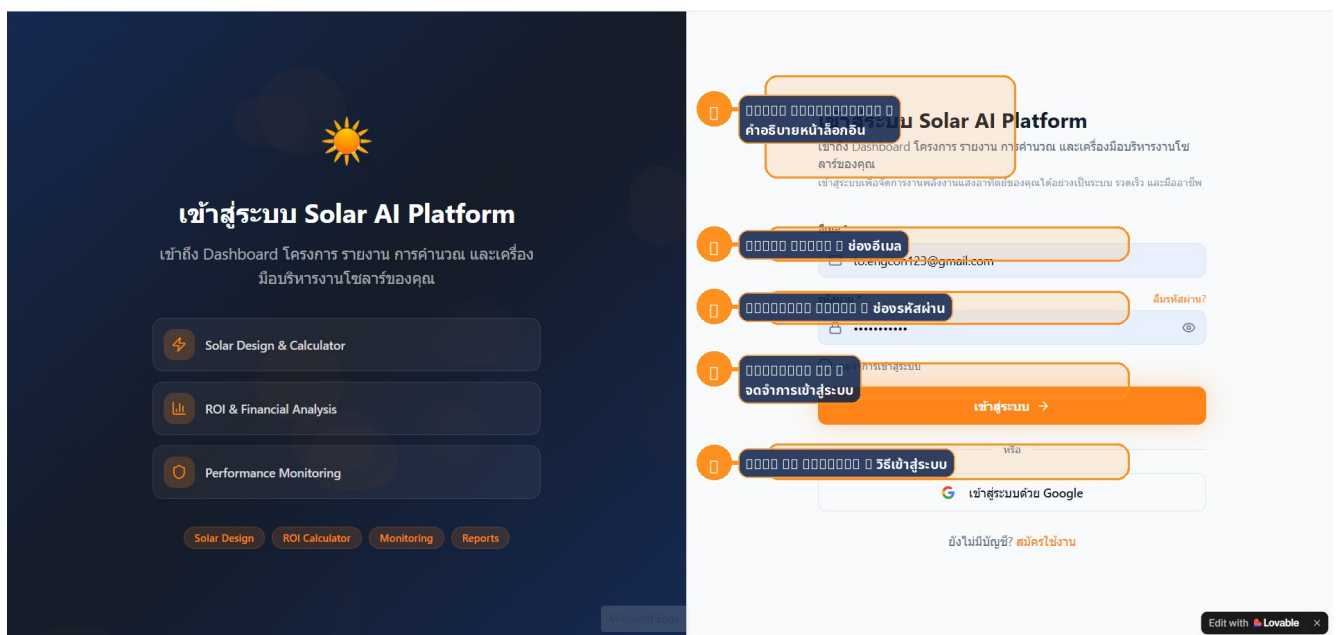 เข้าสู่ระบบ Solar AI Platform
เข้าถึง Dashboard โครงการ รายงาน การคำนวณ และเครื่อง
มือบริหารงานโซลาร์ของคุณ
Solar Design & Calculator
ROI & Financial Analysis
Performance Monitoring
Solar Design
ROI Calculator
Monitoring
Reports
Microsoft Edge
คำอธิบายหน้าล็อกอิน
Solar AI Platform
เข้าถึง Dashboard โครงการ รายงาน การคำนวณ และเครื่องมือบริหารงานโซ
ลาร์ของคุณ
เข้าสู่ระบบเพื่อจัดการงานพลังงานแสงอาทิตย์ของคุณได้อย่างเป็นระบบ รวดเร็ว และมืออาชีพ
ช่องอีเมล
to.engcon123@gmail.com
ลืมรหัสผ่าน?
ช่องรหัสผ่าน
•••••••••••
การเข้าสู่ระบบ
จดจำการเข้าสู่ระบบ
เข้าสู่ระบบ →
หรือ
วิธีเข้าสู่ระบบ
เข้าสู่ระบบด้วย Google
ยังไม่มีบัญชี? สมัครใช้งาน
Edit with Lovable ×